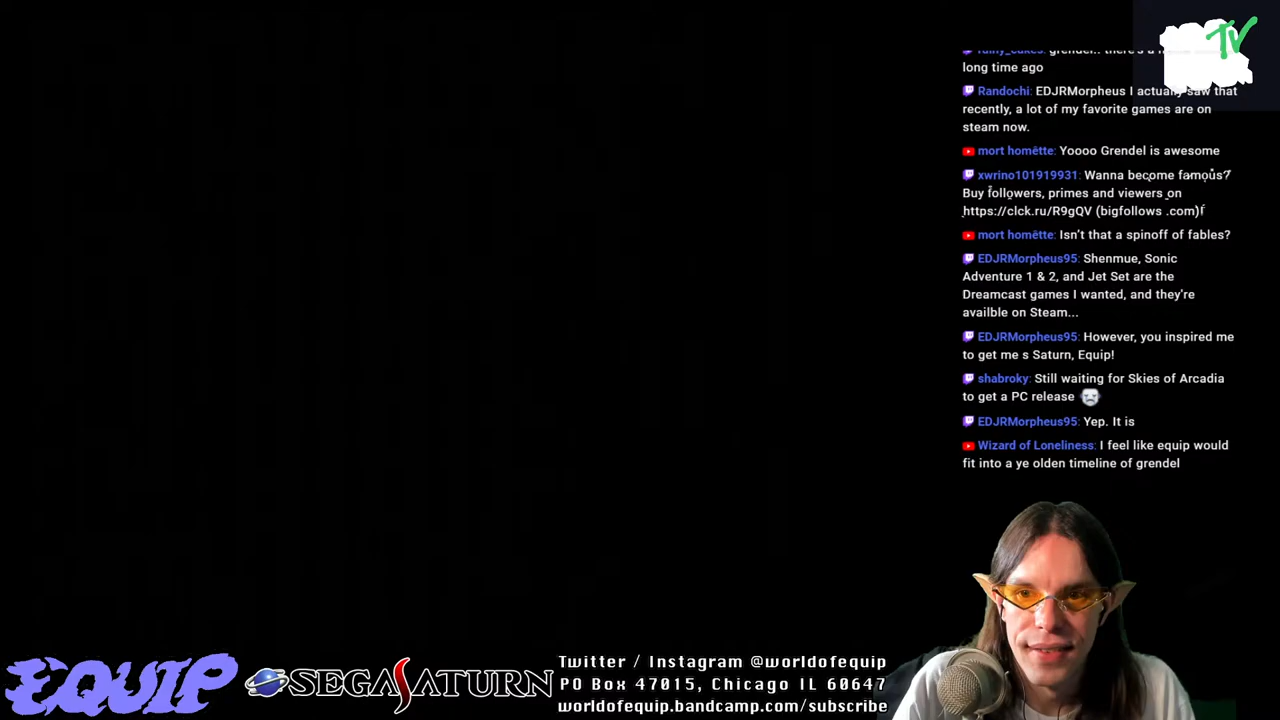 TV
long time ago
Randochi: EDJRMorpheus I actually saw that
recently, a lot of my favorite games are on
steam now.
mort homētte: Yoooo Grendel is awesome
xwrino101919931: Wanna become famous?
Buy followers, primes and viewers on
https://clck.ru/R9gQV (bigfollows .com)!
mort homētte: Isn't that a spinoff of fables?
EDJRMorpheus95: Shenmue, Sonic
Adventure 1 & 2, and Jet Set are the
Dreamcast games I wanted, and they're
availble on Steam...
EDJRMorpheus95: However, you inspired me
to get me s Saturn, Equip!
shabroky: Still waiting for Skies of Arcadia
to get a PC release
EDJRMorpheus95: Yep. It is
Wizard of Loneliness: I feel like equip would
fit into a ye olden timeline of grendel
EQUIP
SEGA SATURN
Twitter / Instagram @worldofequip
PO Box 47015, Chicago IL 60647
worldofequip.bandcamp.com/subscribe